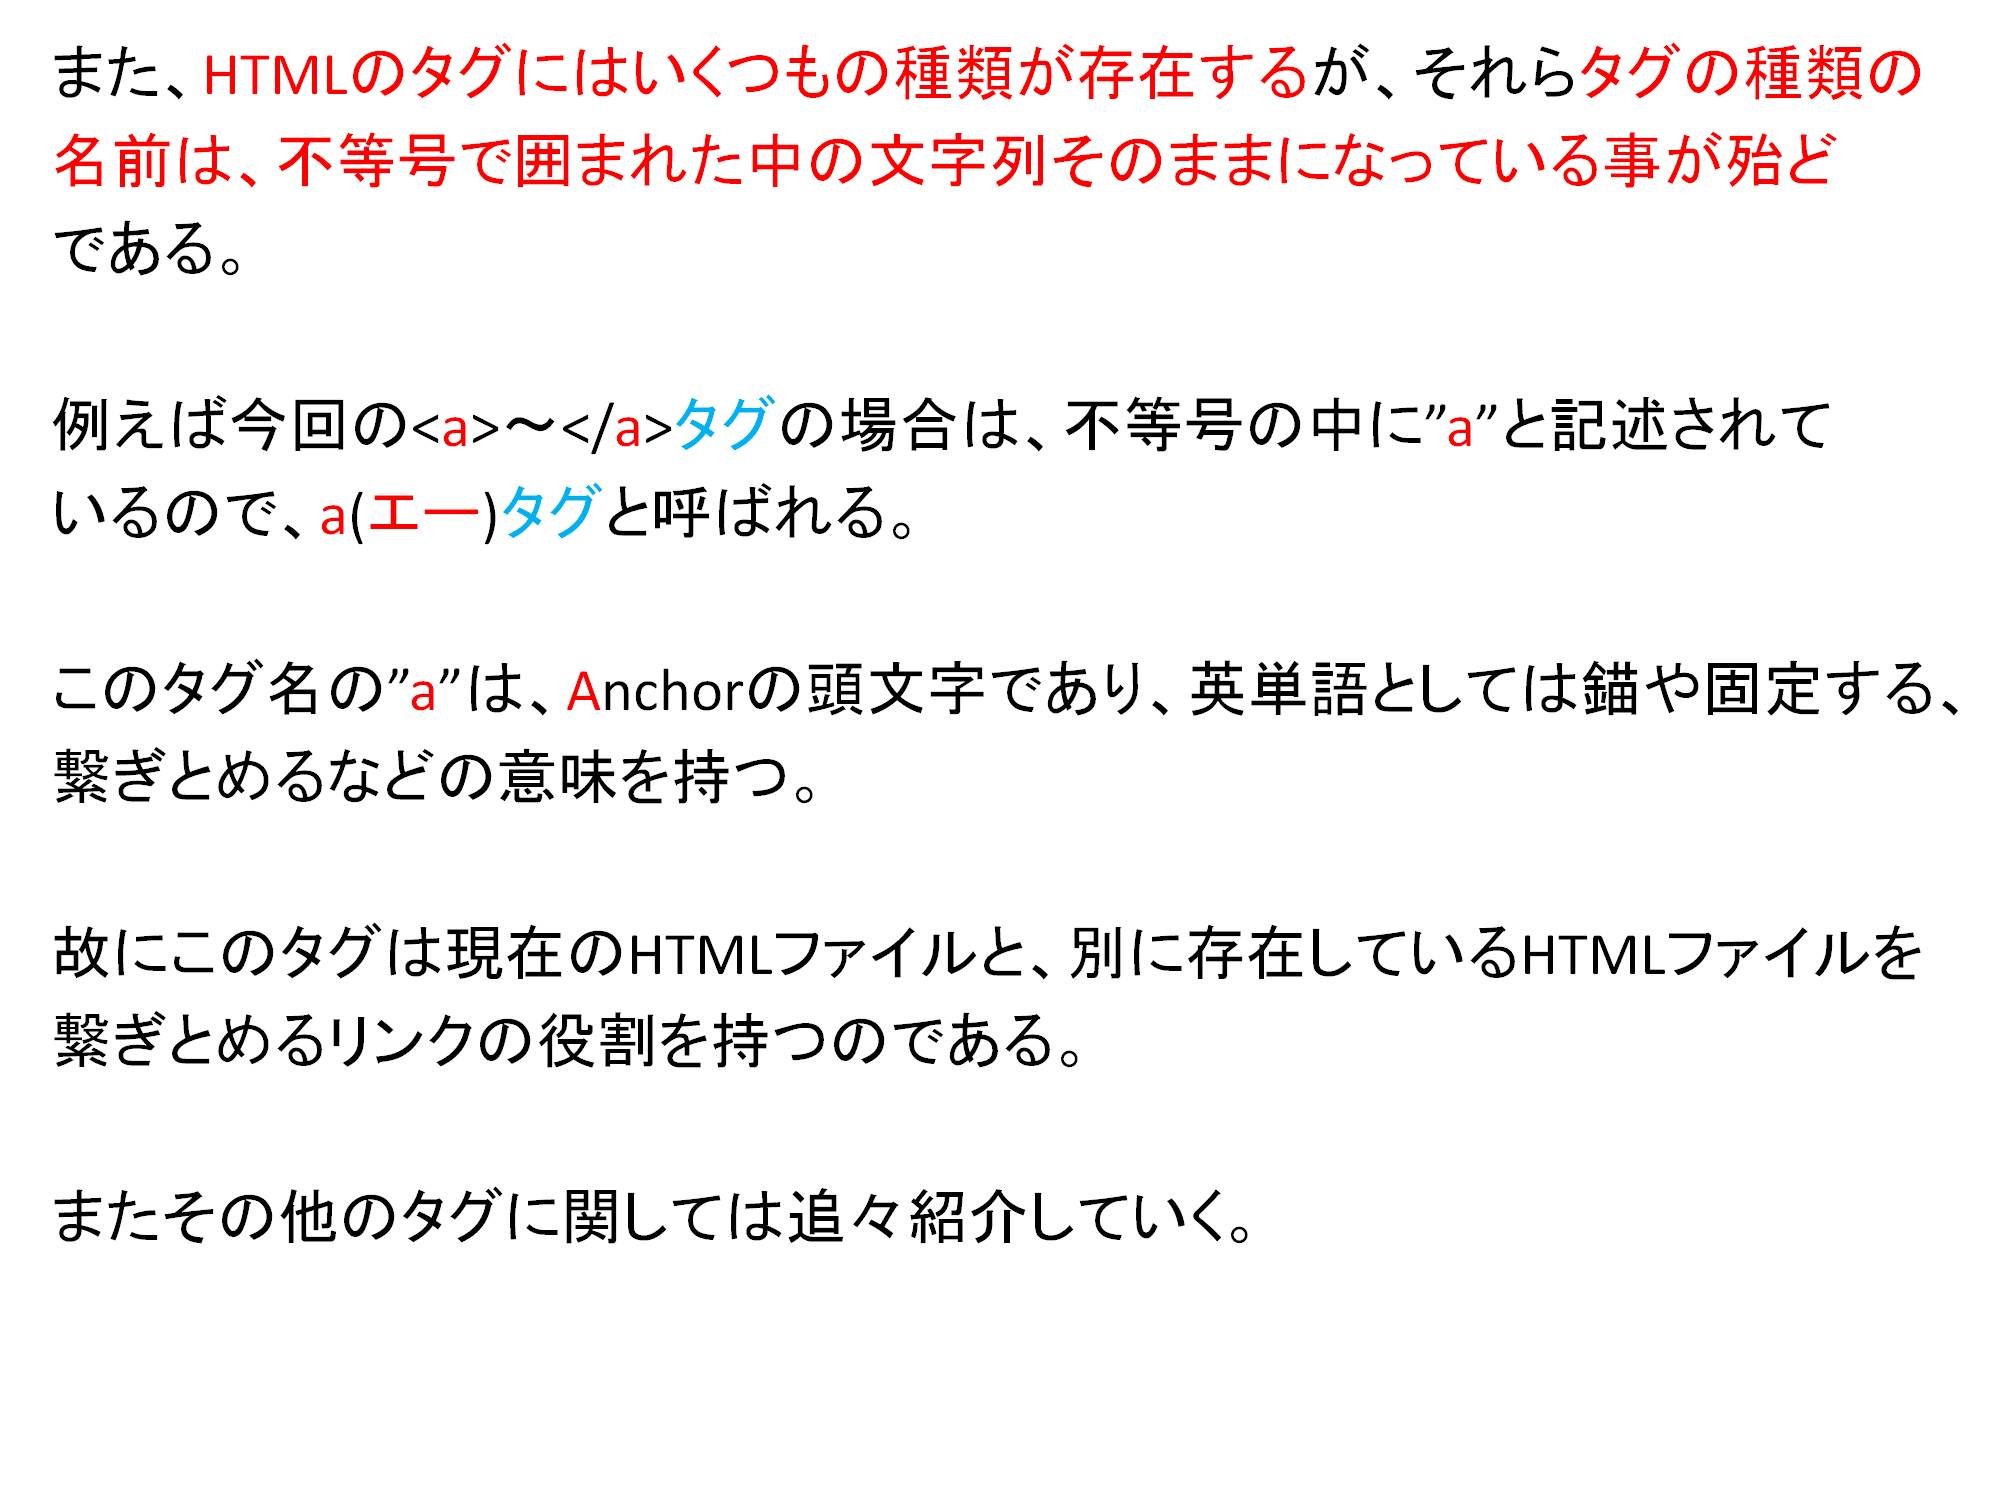 また、HTMLのタグにはいくつもの種類が存在するが、それらタグの種類の
名前は、不等号で囲まれた中の文字列そのままになっている事が殆ど
である。
例えば今回の<a>～</a>タグの場合は、不等号の中に”a”と記述されて
いるので、a(エー)タグと呼ばれる。
このタグ名の”a”は、Anchorの頭文字であり、英単語としては錨や固定する、
繋ぎとめるなどの意味を持つ。
故にこのタグは現在のHTMLファイルと、別に存在しているHTMLファイルを
繋ぎとめるリンクの役割を持つのである。
またその他のタグに関しては追々紹介していく。